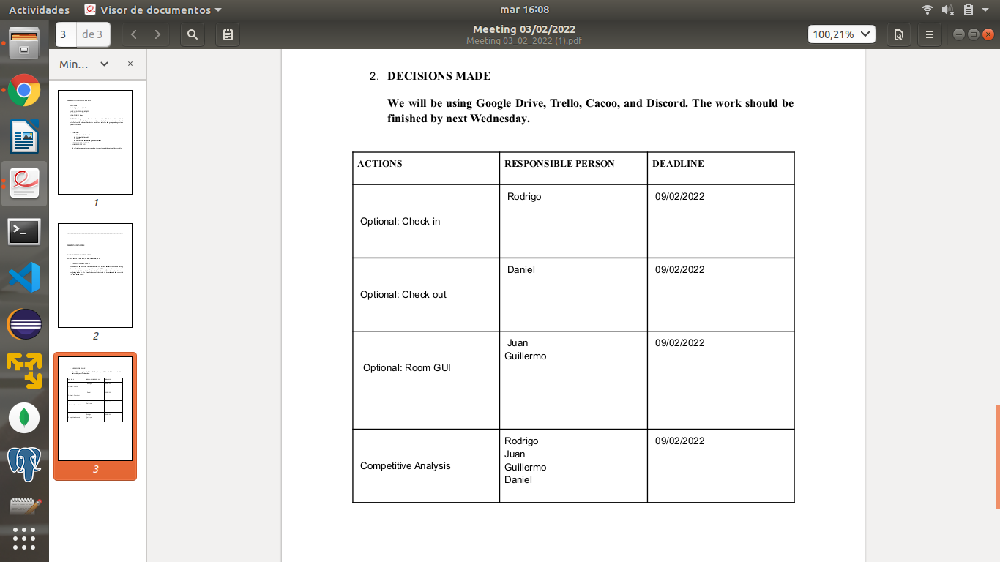 Actividades
Visor de documentos
mar 16:08
3
de 3
Meeting 03/02/2022
Meeting 03_02_2022 (1).pdf
100,21%
Min...
1
2
3
2. DECISIONS MADE
We will be using Google Drive, Trello, Cacoo, and Discord. The work should be
finished by next Wednesday.
ACTIONS
RESPONSIBLE PERSON
DEADLINE
Optional: Check in
Rodrigo
09/02/2022
Optional: Check out
Daniel
09/02/2022
Optional: Room GUI
Juan
Guillermo
09/02/2022
Competitive Analysis
Rodrigo
Juan
Guillermo
Daniel
09/02/2022